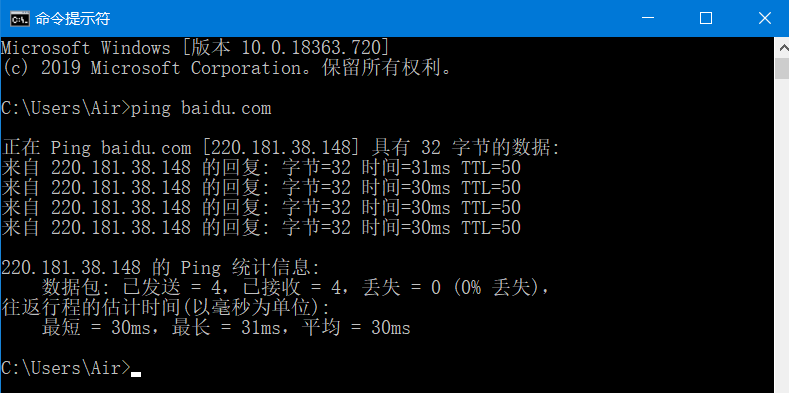 命令提示符
Microsoft Windows [版本 10.0.18363.720]
(c) 2019 Microsoft Corporation。保留所有权利。
C:\Users\Air>ping baidu.com
正在 Ping baidu.com [220.181.38.148] 具有 32 字节的数据:
来自 220.181.38.148 的回复: 字节=32 时间=31ms TTL=50
来自 220.181.38.148 的回复: 字节=32 时间=30ms TTL=50
来自 220.181.38.148 的回复: 字节=32 时间=30ms TTL=50
来自 220.181.38.148 的回复: 字节=32 时间=30ms TTL=50
220.181.38.148 的 Ping 统计信息:
    数据包: 已发送 = 4，已接收 = 4，丢失 = 0 (0% 丢失)，
往返行程的估计时间(以毫秒为单位):
    最短 = 30ms，最长 = 31ms，平均 = 30ms
C:\Users\Air>